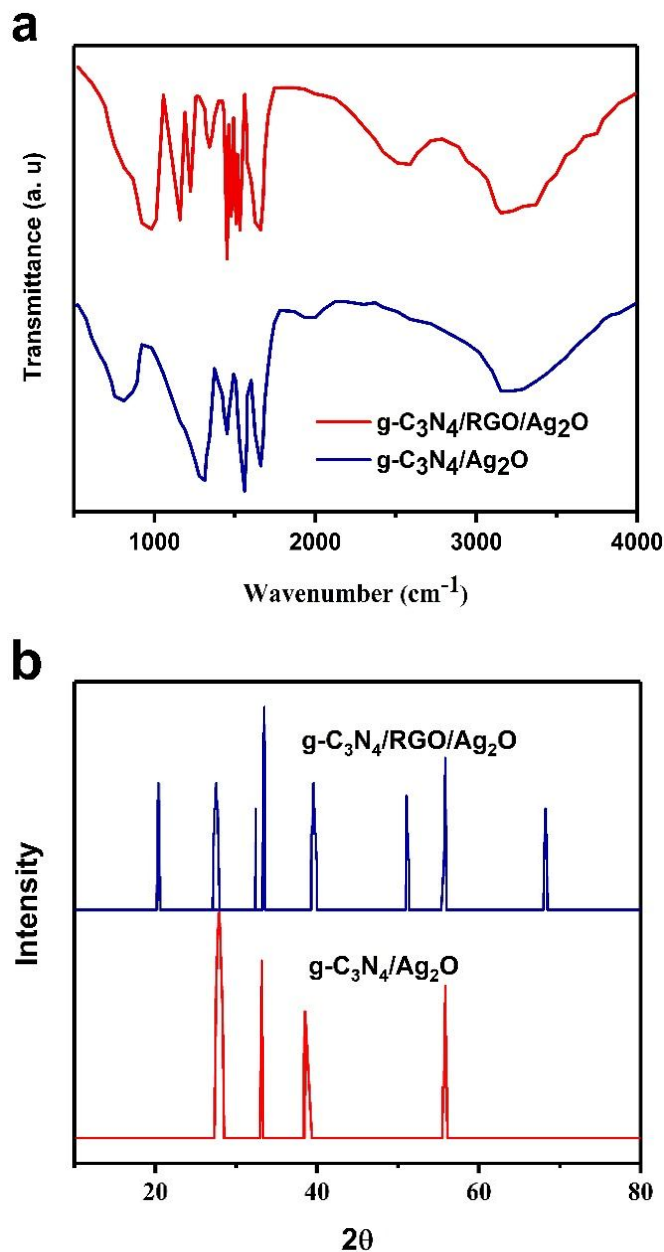 a
Transmittance (a. u)
g-C₃N₄/RGO/Ag₂O
g-C₃N₄/Ag₂O
1000 2000 3000 4000
Wavenumber (cm⁻¹)
b
Intensity
g-C₃N₄/RGO/Ag₂O
g-C₃N₄/Ag₂O
20 40 60 80
2θ